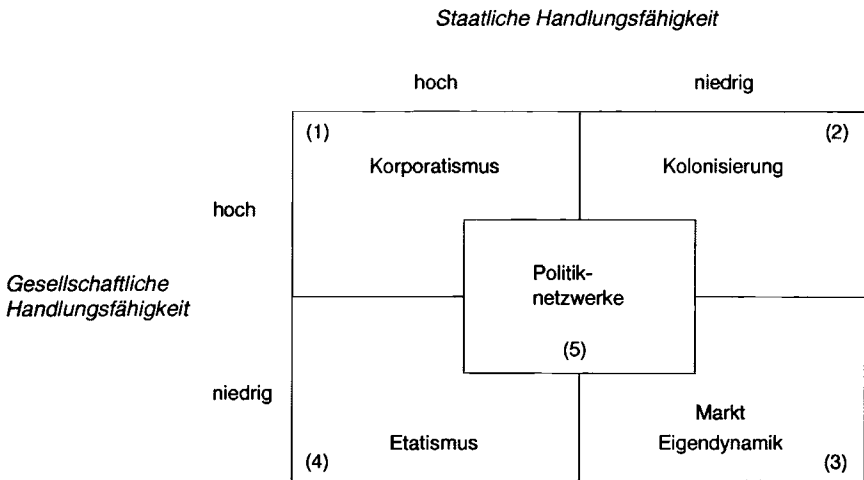 Staatliche Handlungsfähigkeit
hoch niedrig
(1) (2)
Korporatismus Kolonisierung
hoch
Gesellschaftliche
Handlungsfähigkeit
Politik-
netzwerke
(5)
niedrig
Markt
Etatismus Eigendynamik
(4) (3)